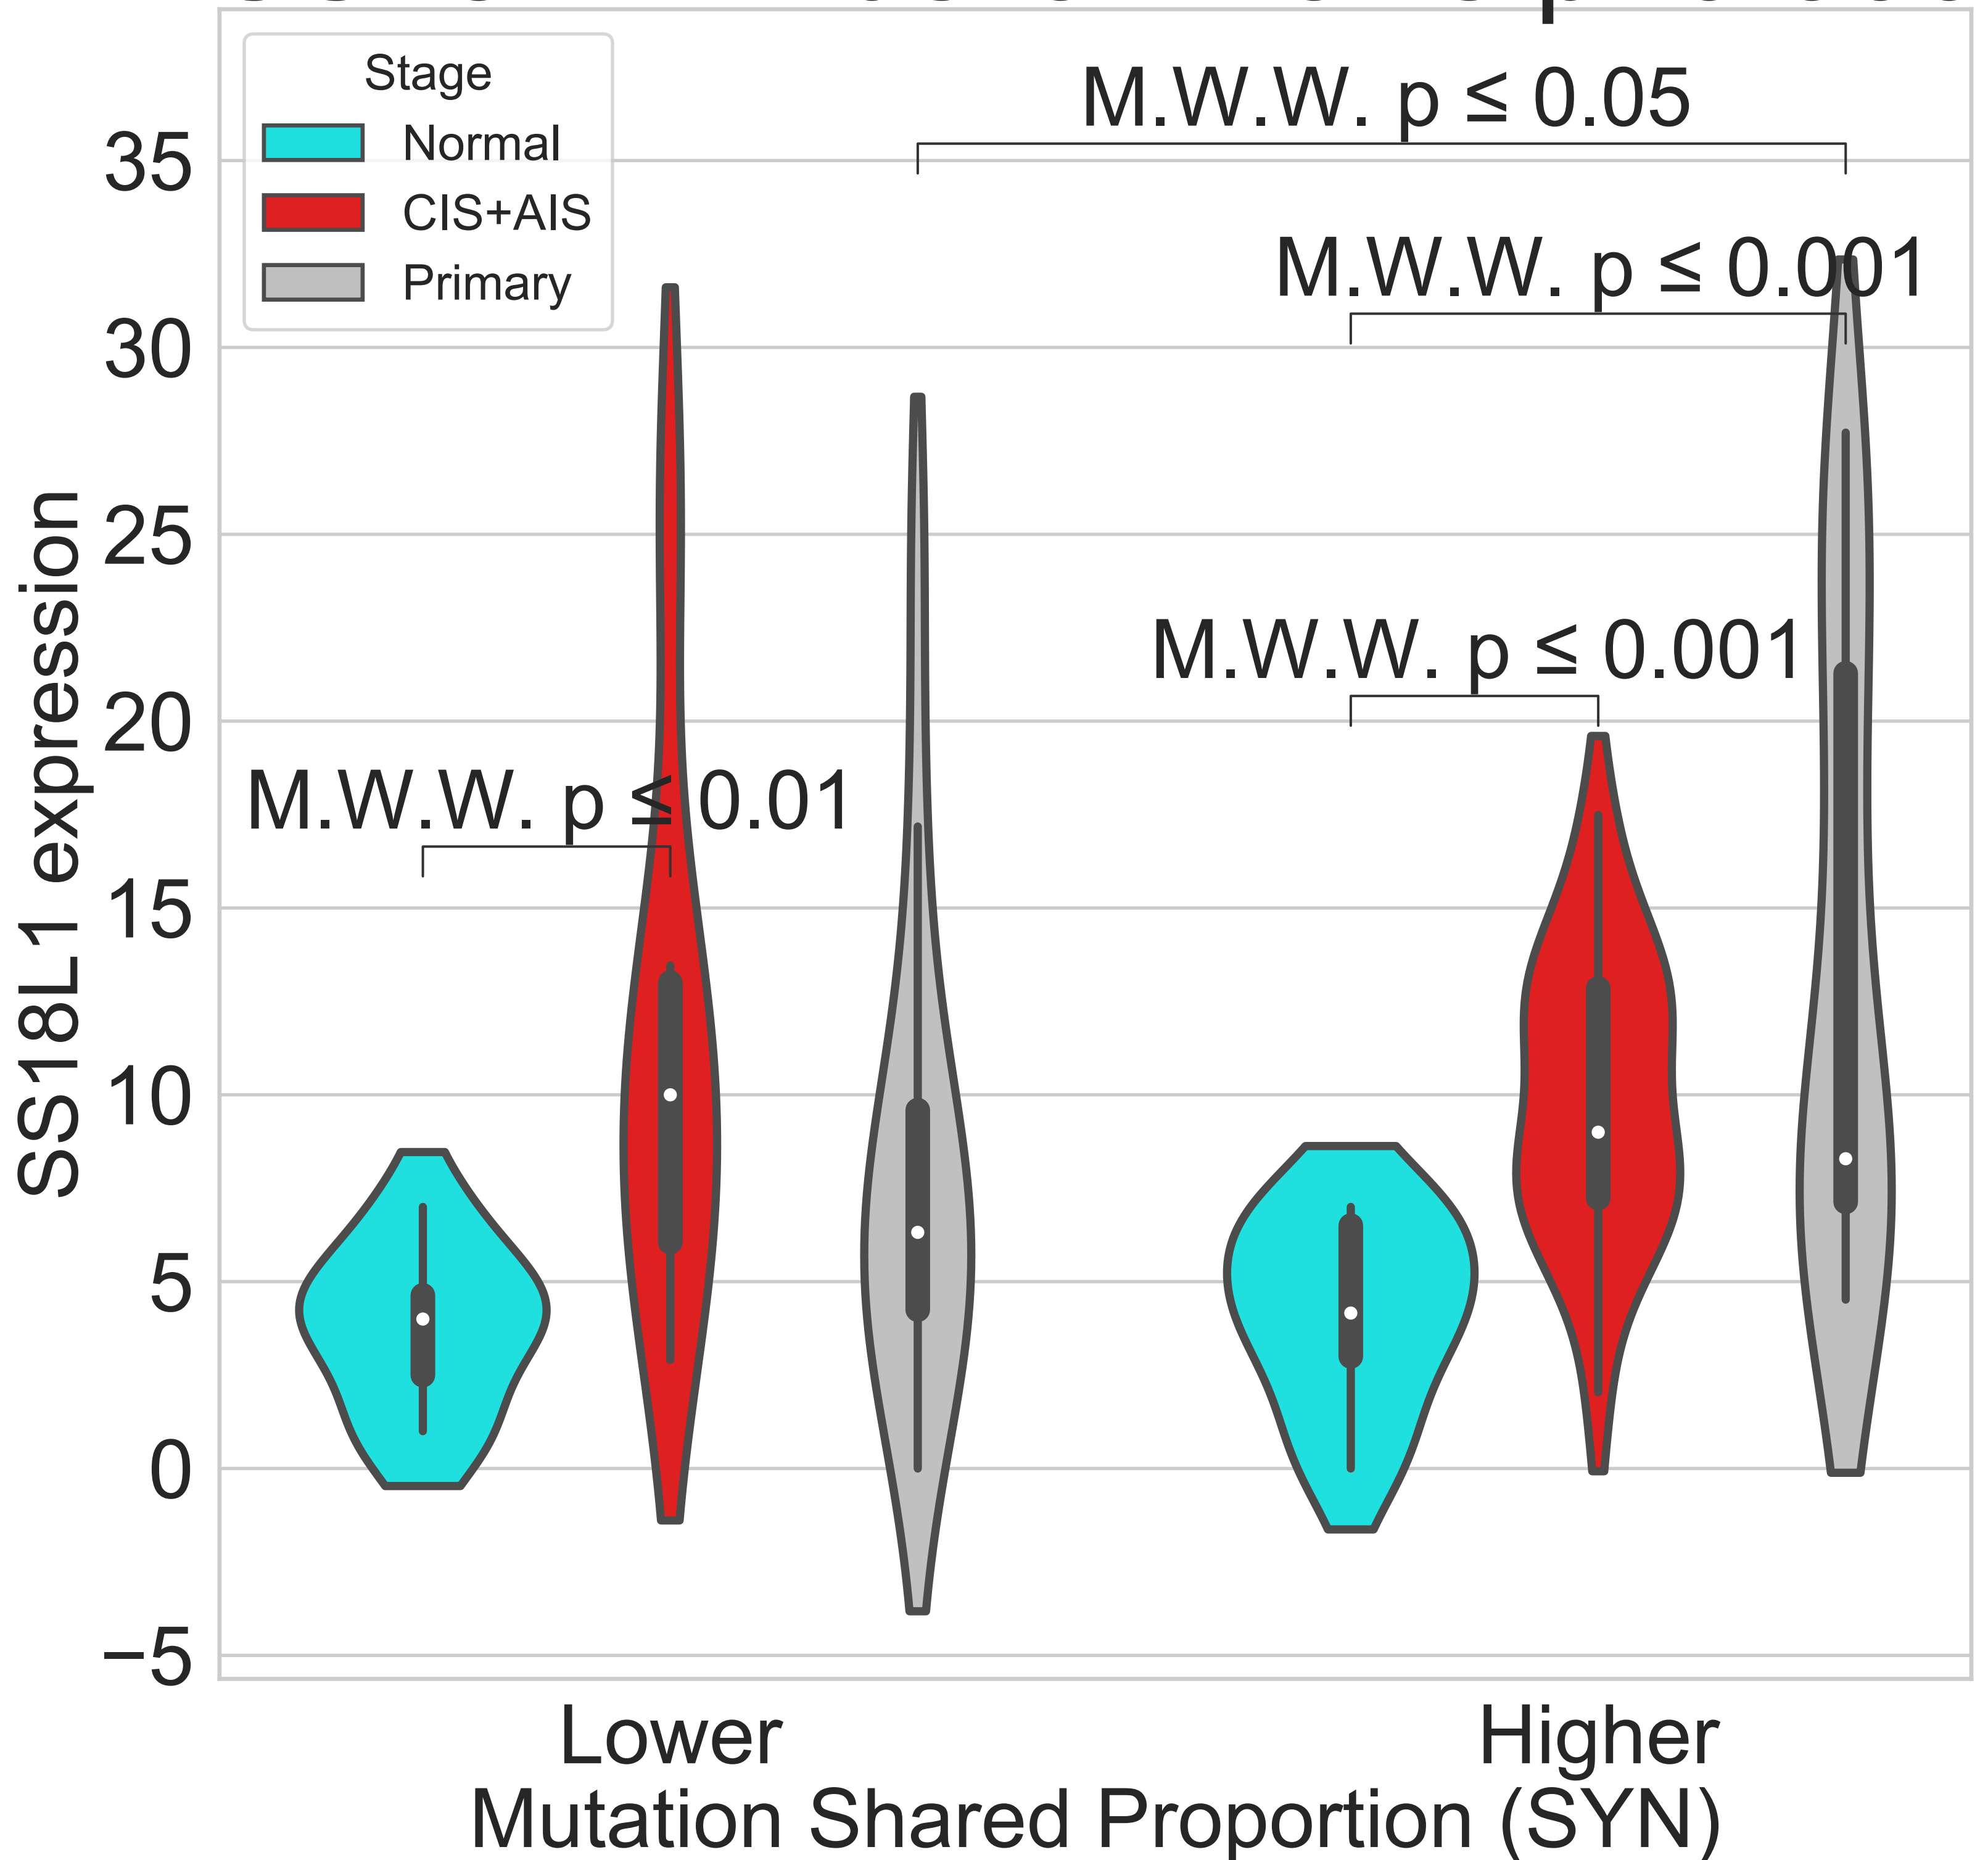 Stage
Normal
CIS+AIS
Primary
M.W.W. p ≤ 0.05
M.W.W. p ≤ 0.001
M.W.W. p ≤ 0.001
M.W.W. p ≤ 0.01
35
30
25
20
15
10
5
0
−5
SS18L1 expression
Lower
Higher
Mutation Shared Proportion (SYN)